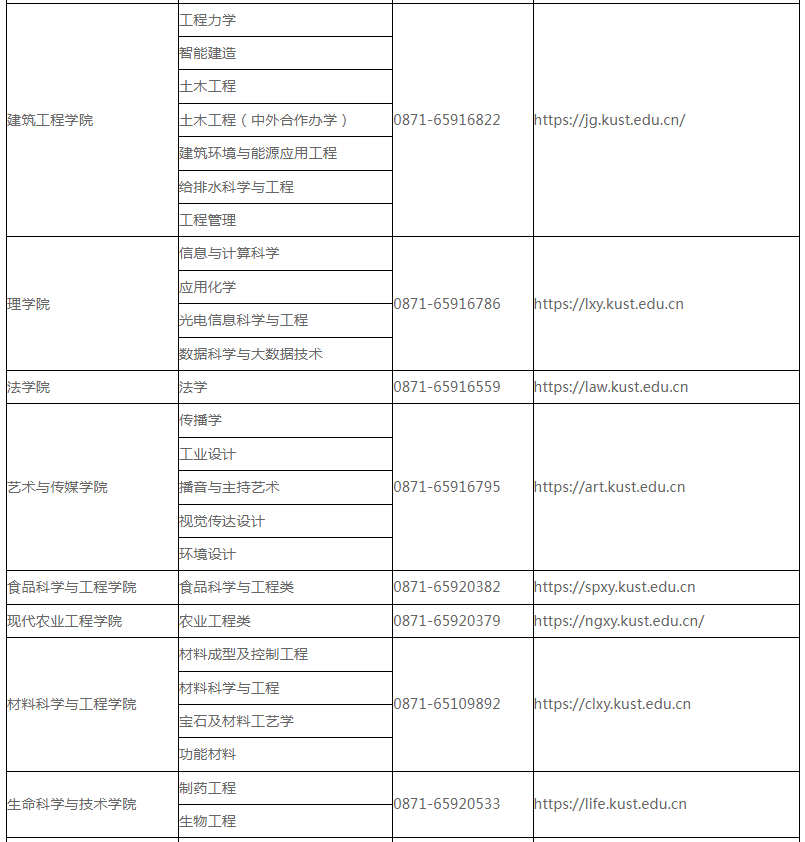 建筑工程学院
工程力学
智能建造
土木工程
土木工程（中外合作办学）
建筑环境与能源应用工程
给排水科学与工程
工程管理
0871-65916822
https://jg.kust.edu.cn/
理学院
信息与计算科学
应用化学
光电信息科学与工程
数据科学与大数据技术
0871-65916786
https://lxy.kust.edu.cn
法学院
法学
0871-65916559
https://law.kust.edu.cn
艺术与传媒学院
传播学
工业设计
播音与主持艺术
视觉传达设计
环境设计
0871-65916795
https://art.kust.edu.cn
食品科学与工程学院
食品科学与工程类
0871-65920382
https://spxy.kust.edu.cn
现代农业工程学院
农业工程类
0871-65920379
https://ngxy.kust.edu.cn/
材料科学与工程学院
材料成型及控制工程
材料科学与工程
宝石及材料工艺学
功能材料
0871-65109892
https://clxy.kust.edu.cn
生命科学与技术学院
制药工程
生物工程
0871-65920533
https://life.kust.edu.cn